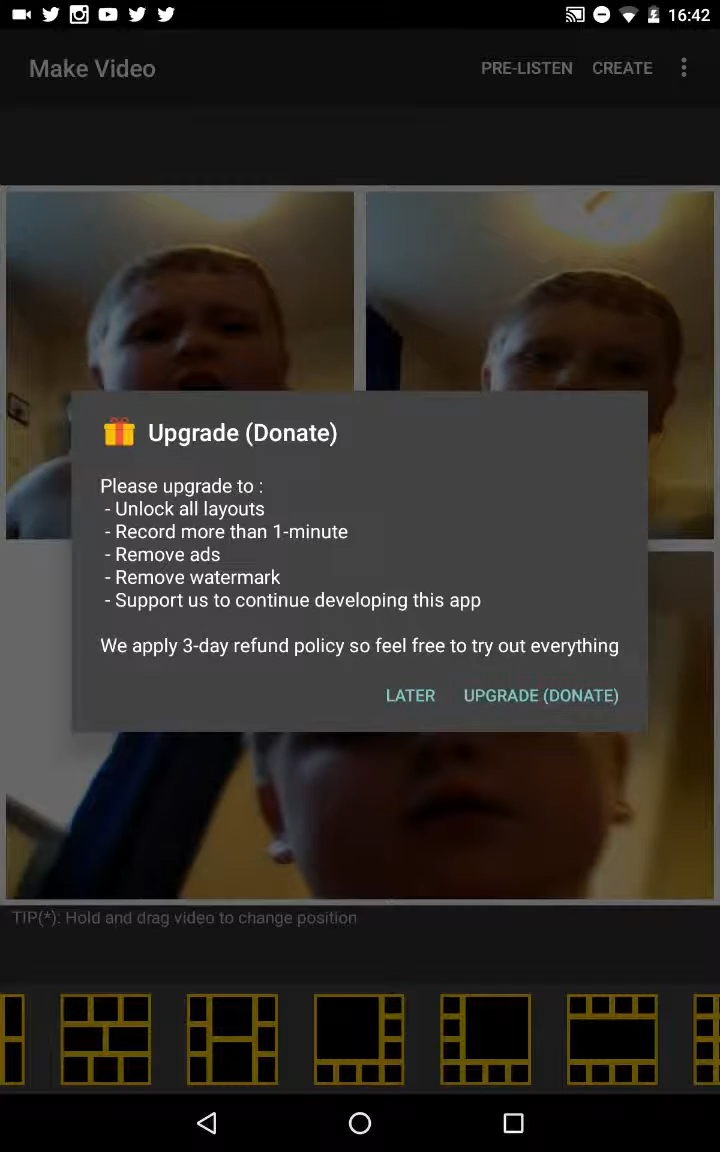 16:42
Make Video
PRE-LISTEN CREATE
Upgrade (Donate)
Please upgrade to :
- Unlock all layouts
- Record more than 1-minute
- Remove ads
- Remove watermark
- Support us to continue developing this app
We apply 3-day refund policy so feel free to try out everything
LATER UPGRADE (DONATE)
TIP(*): Hold and drag video to change position